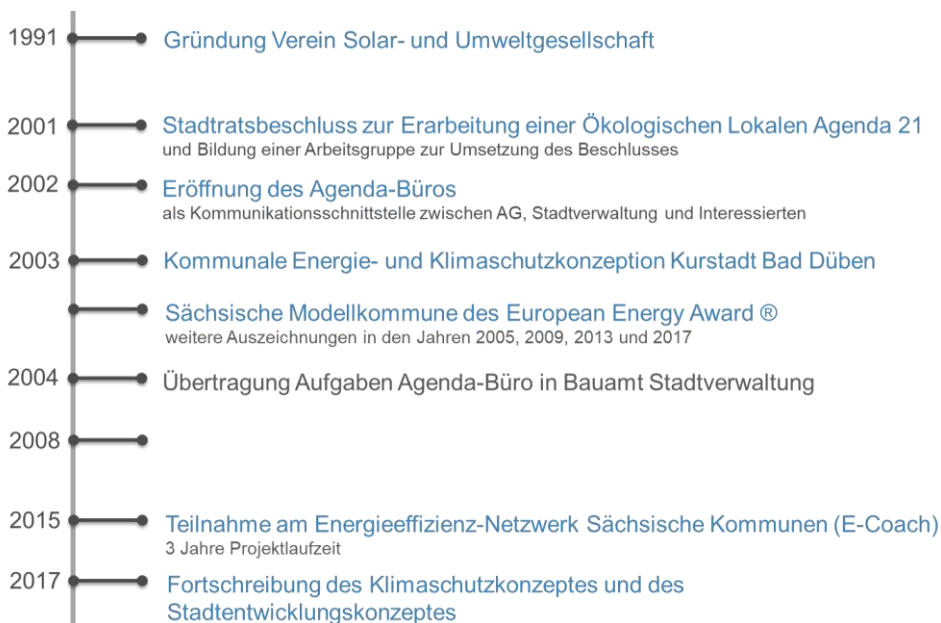 1991 Gründung Verein Solar- und Umweltgesellschaft
2001 Stadtratsbeschluss zur Erarbeitung einer Ökologischen Lokalen Agenda 21
und Bildung einer Arbeitsgruppe zur Umsetzung des Beschlusses
2002 Eröffnung des Agenda-Büros
als Kommunikationsschnittstelle zwischen AG, Stadtverwaltung und Interessierten
2003 Kommunale Energie- und Klimaschutzkonzeption Kurstadt Bad Düben
Sächsische Modellkommune des European Energy Award ®
weitere Auszeichnungen in den Jahren 2005, 2009, 2013 und 2017
2004 Übertragung Aufgaben Agenda-Büro in Bauamt Stadtverwaltung
2008
2015 Teilnahme am Energieeffizienz-Netzwerk Sächsische Kommunen (E-Coach)
3 Jahre Projektlaufzeit
2017 Fortschreibung des Klimaschutzkonzeptes und des
Stadtentwicklungskonzeptes